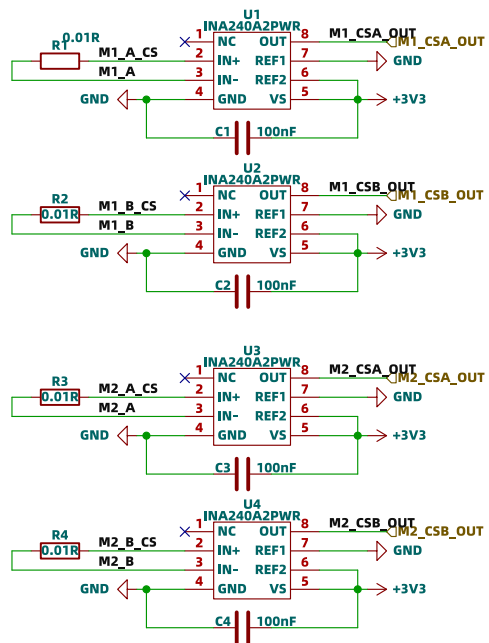 U1
INA240A2PWR
0.01R
R1
M1_A_CS
M1_A
1 NC OUT 8 M1_CSA_OUT M1_CSA_OUT
2 IN+ REF1 7 GND
3 IN- REF2 6
GND 4 GND VS 5 +3V3
C1 100nF
U2
INA240A2PWR
R2
0.01R
M1_B_CS
M1_B
1 NC OUT 8 M1_CSB_OUT M1_CSB_OUT
2 IN+ REF1 7 GND
3 IN- REF2 6
GND 4 GND VS 5 +3V3
C2 100nF
U3
INA240A2PWR
R3
0.01R
M2_A_CS
M2_A
1 NC OUT 8 M2_CSA_OUT M2_CSA_OUT
2 IN+ REF1 7 GND
3 IN- REF2 6
GND 4 GND VS 5 +3V3
C3 100nF
U4
INA240A2PWR
R4
0.01R
M2_B_CS
M2_B
1 NC OUT 8 M2_CSB_OUT M2_CSB_OUT
2 IN+ REF1 7 GND
3 IN- REF2 6
GND 4 GND VS 5 +3V3
C4 100nF